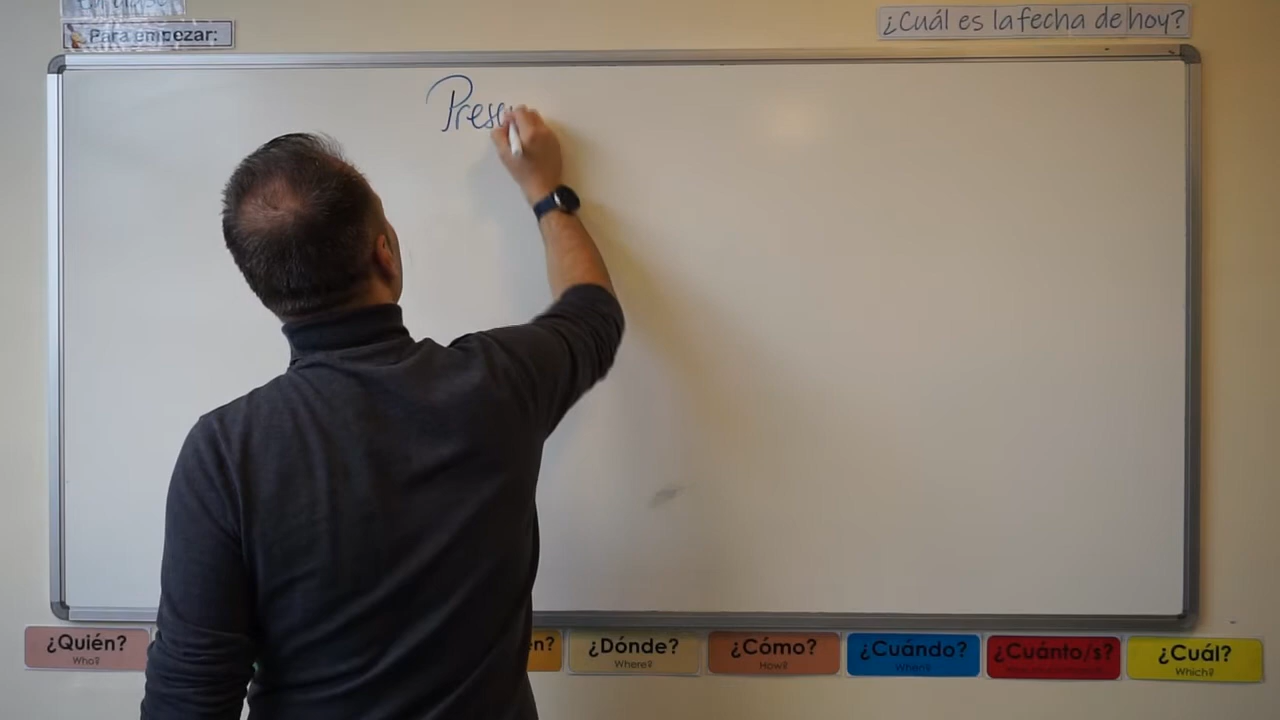 Para empezar:
¿Cuál es la fecha de hoy?
Prese
¿Quién?
Who?
¿Dónde?
Where?
¿Cómo?
How?
¿Cuándo?
When?
¿Cuánto/s?
¿Cuál?
Which?